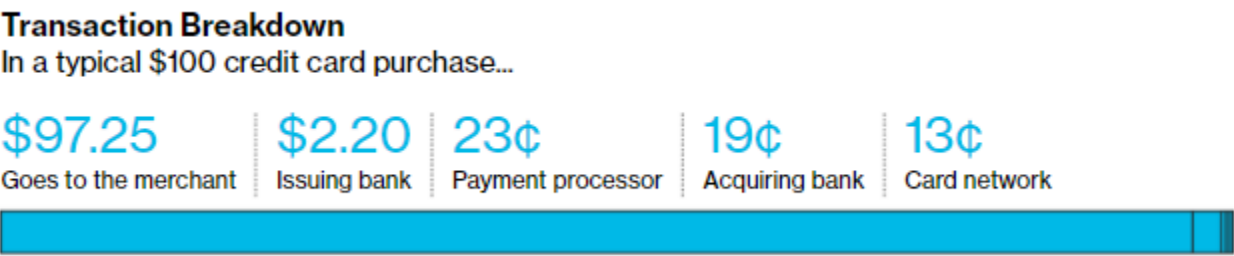 Transaction Breakdown
In a typical $100 credit card purchase...
$97.25
Goes to the merchant
$2.20
Issuing bank
23¢
Payment processor
19¢
Acquiring bank
13¢
Card network